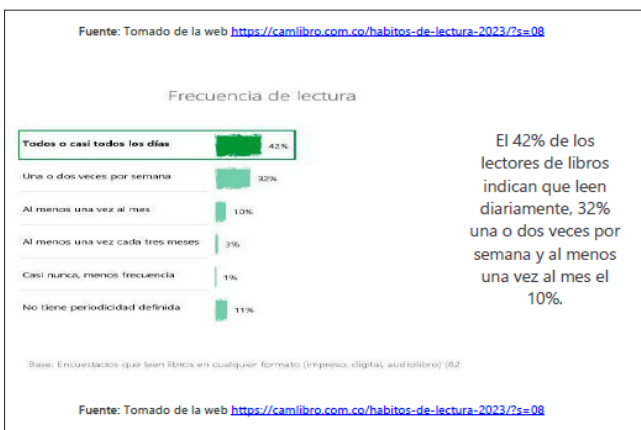 Fuente: Tomado de la web https://camlibro.com.co/habitos-de-lectura-2023/?s=08
Frecuencia de lectura
Todos o casi todos los días 42%
Una o dos veces por semana 32%
Al menos una vez al mes 10%
Al menos una vez cada tres meses 3%
Casi nunca, menos frecuencia 1%
No tiene periodicidad definida 11%
El 42% de los
lectores de libros
indican que leen
diariamente, 32%
una o dos veces por
semana y al menos
una vez al mes el
10%.
Base: Encuestados que leen libros en cualquier formato (impreso, digital, audiolibro) (82
Fuente: Tomado de la web https://camlibro.com.co/habitos-de-lectura-2023/?s=08